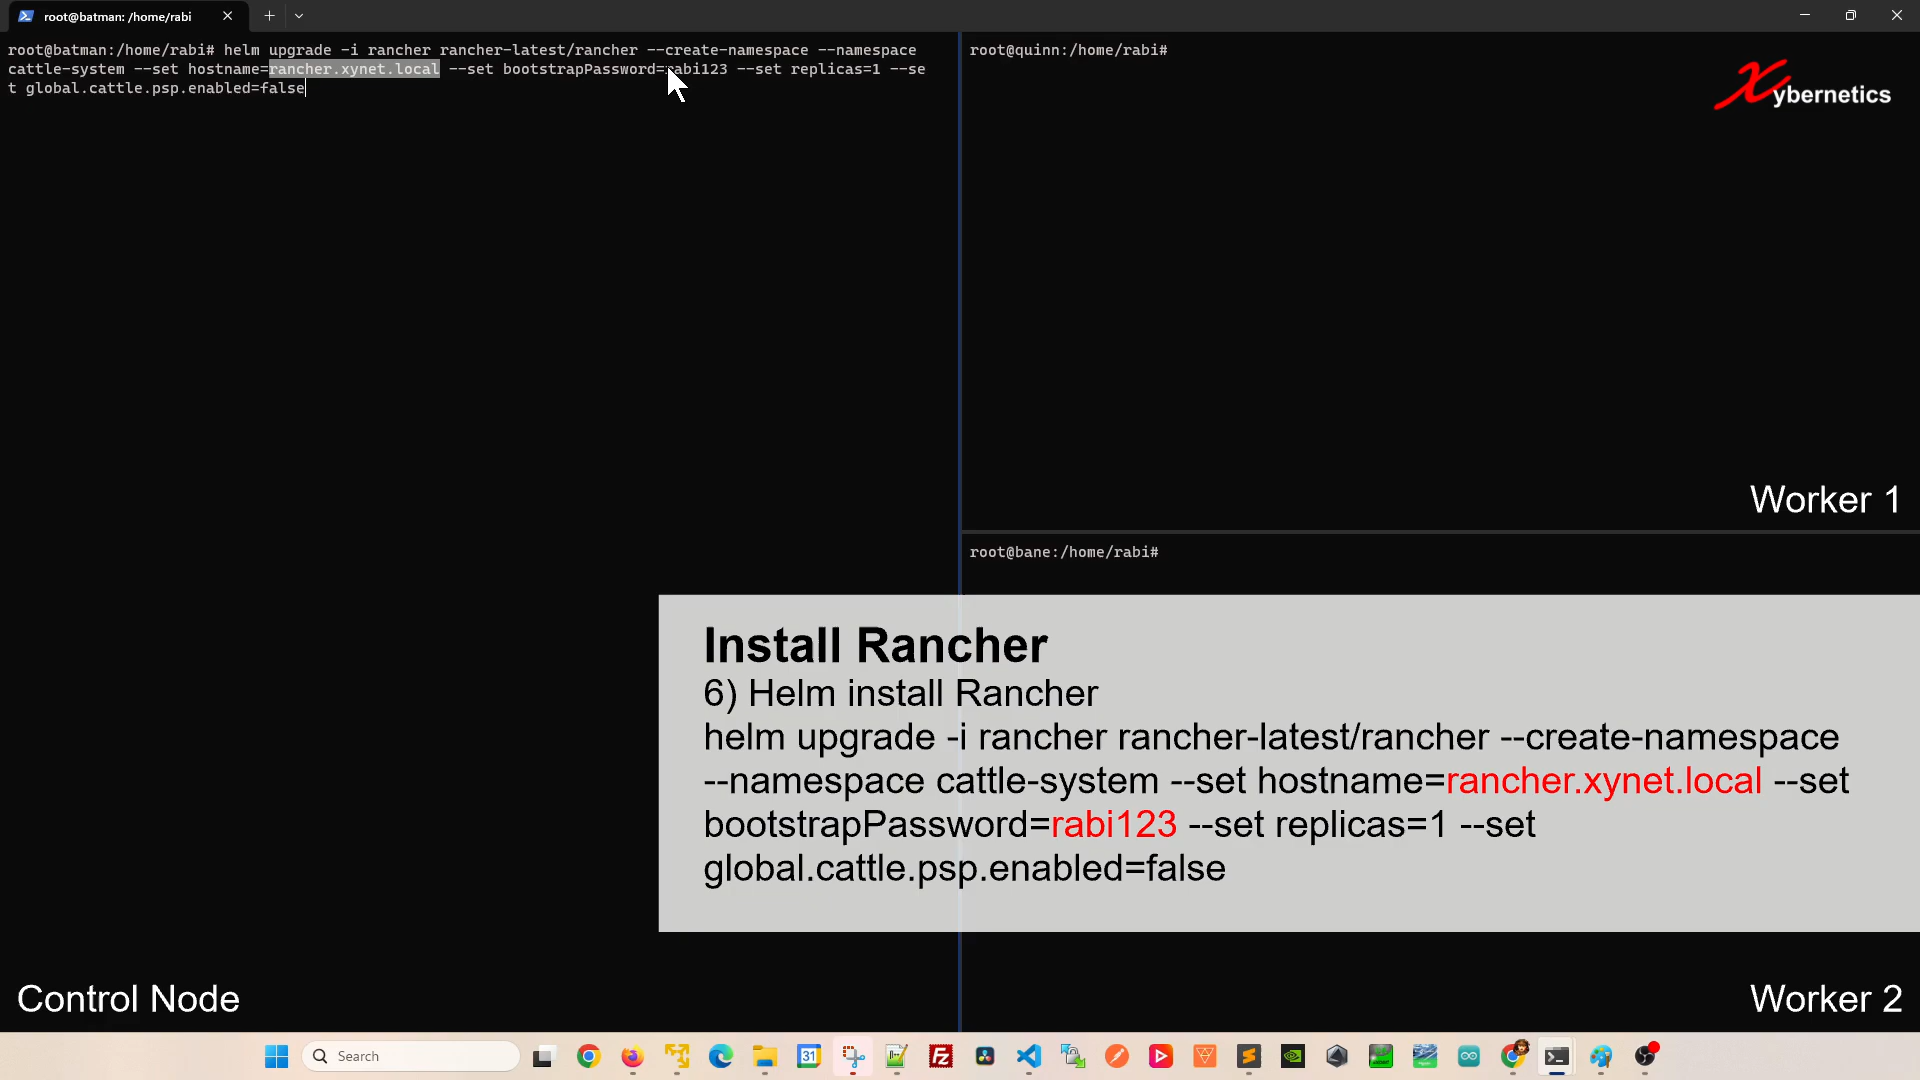 root@batman: /home/rabi
root@batman:/home/rabi# helm upgrade -i rancher rancher-latest/rancher --create-namespace --namespace
cattle-system --set hostname=rancher.xynet.local --set bootstrapPassword=rabi123 --set replicas=1 --se
t global.cattle.psp.enabled=false
root@quinn:/home/rabi#
Xybernetics
Worker 1
root@bane:/home/rabi#
Install Rancher
6) Helm install Rancher
helm upgrade -i rancher rancher-latest/rancher --create-namespace
--namespace cattle-system --set hostname=rancher.xynet.local --set
bootstrapPassword=rabi123 --set replicas=1 --set
global.cattle.psp.enabled=false
Control Node
Worker 2
Search
31